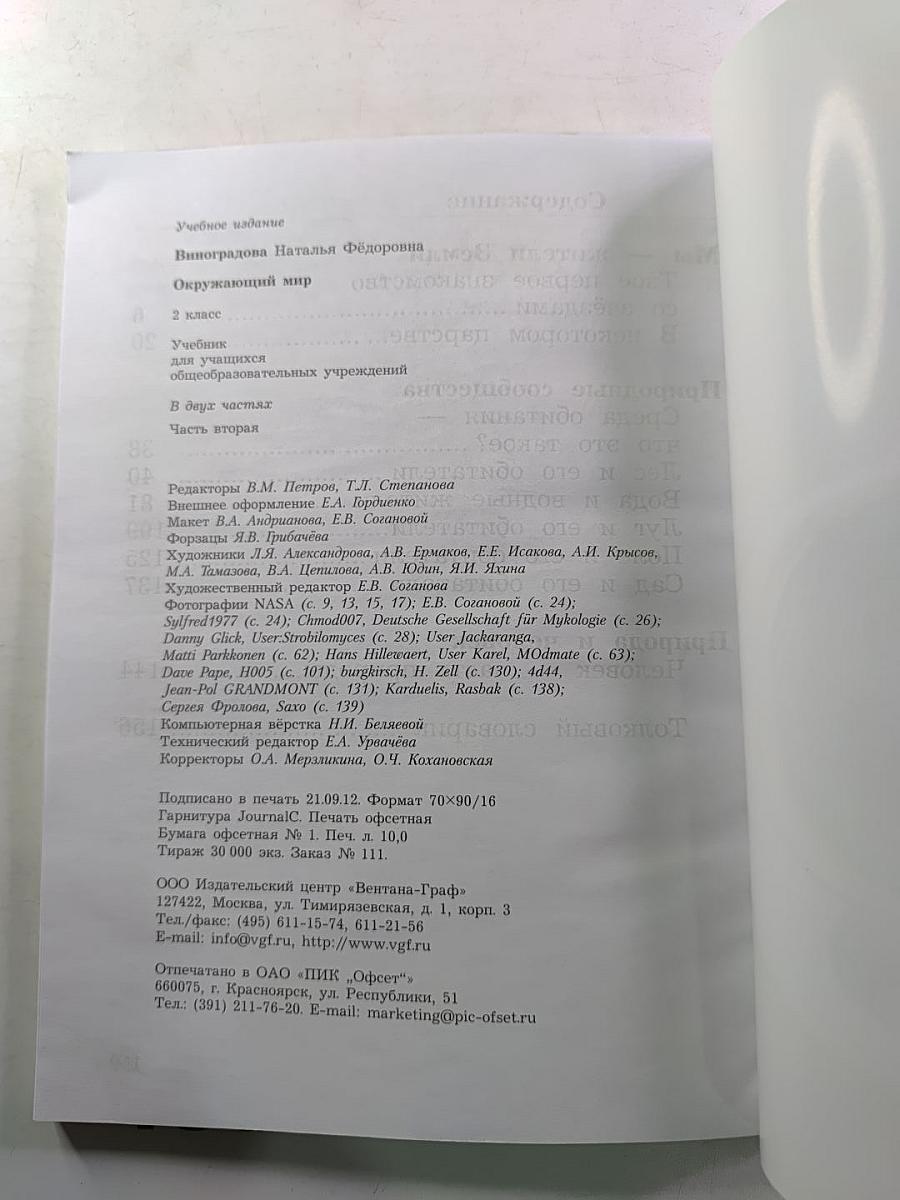 Учебное издание
Виноградова Наталья Фёдоровна
Окружающий мир
2 класс
Учебник
для учащихся
общеобразовательных учреждений
В двух частях
Часть вторая
Редакторы В.М. Петров, Т.Л. Степанова
Внешнее оформление Е.А. Гордиенко
Макет В.А. Андрианова, Е.В. Согановой
Форзацы Я.В. Грибачёва
Художники Л.Я. Александрова, А.В. Ермаков, Е.Е. Исакова, А.И. Крысов,
М.А. Тамазова, В.А. Цепилова, А.В. Юдин, Я.И. Яхина
Художественный редактор Е.В. Соганова
Фотографии NASA (с. 9, 13, 15, 17); Е.В. Согановой (с. 24);
Sylfred1977 (с. 24); Chmod007, Deutsche Gesellschaft für Mykologie (с. 26);
Danny Glick, User:Strobilomyces (с. 28); User Jackaranga,
Matti Parkkonen (с. 62); Hans Hillewaert, User Karel, MOdmate (с. 63);
Dave Pape, H005 (с. 101); burgkirsch, H. Zell (с. 130); 4d44,
Jean-Pol GRANDMONT (с. 131); Karduelis, Rasbak (с. 138);
Сергея Фролова, Saxo (с. 139)
Компьютерная вёрстка Н.И. Беляевой
Технический редактор Е.А. Урвачёва
Корректоры О.А. Мерзликина, О.Ч. Кохановская
Подписано в печать 21.09.12. Формат 70×90/16
Гарнитура JournalC. Печать офсетная
Бумага офсетная № 1. Печ. л. 10,0
Тираж 30 000 экз. Заказ № 111.
ООО Издательский центр «Вентана-Граф»
127422, Москва, ул. Тимирязевская, д. 1, корп. 3
Тел./факс: (495) 611-15-74, 611-21-56
E-mail: info@vgf.ru, http://www.vgf.ru
Отпечатано в ОАО «ПИК „Офсет“»
660075, г. Красноярск, ул. Республики, 51
Тел.: (391) 211-76-20. E-mail: marketing@pic-ofset.ru